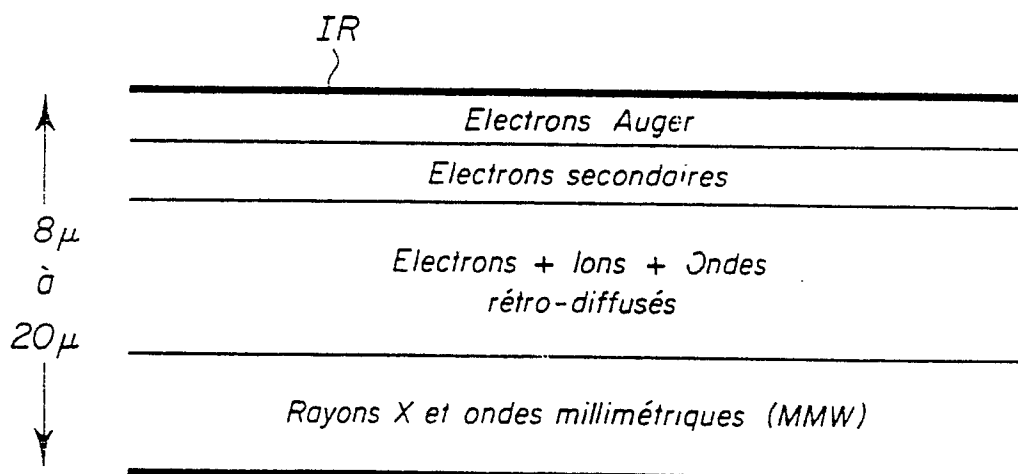 IR
Electrons Auger
Electrons secondaires
8μ
à
20μ
Electrons + Ions + Ondes
rétro-diffusés
Rayons X et ondes millimétriques (MMW)